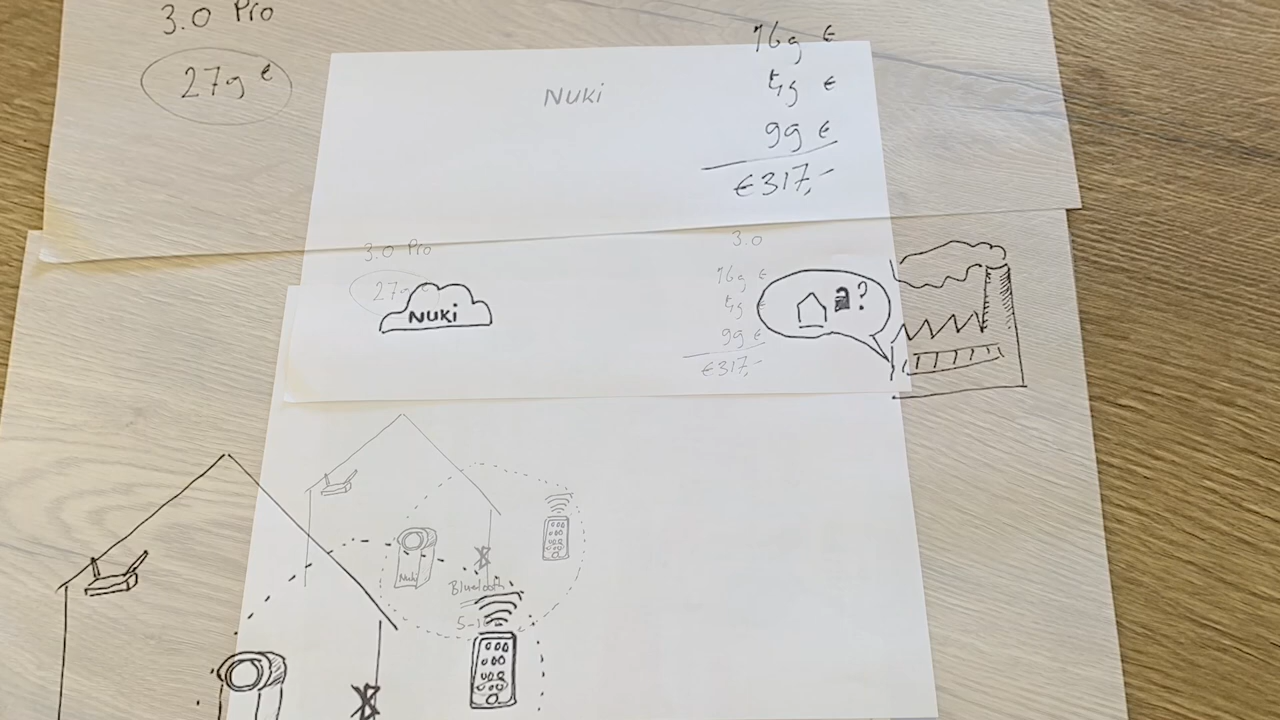 3.0 Pro
279 €
169 €
49 €
99 €
€317,-
Nuki
3.0 Pro
3.0
169 €
99 €
€317,-
Nuki
?
Nuki
Bluetooth